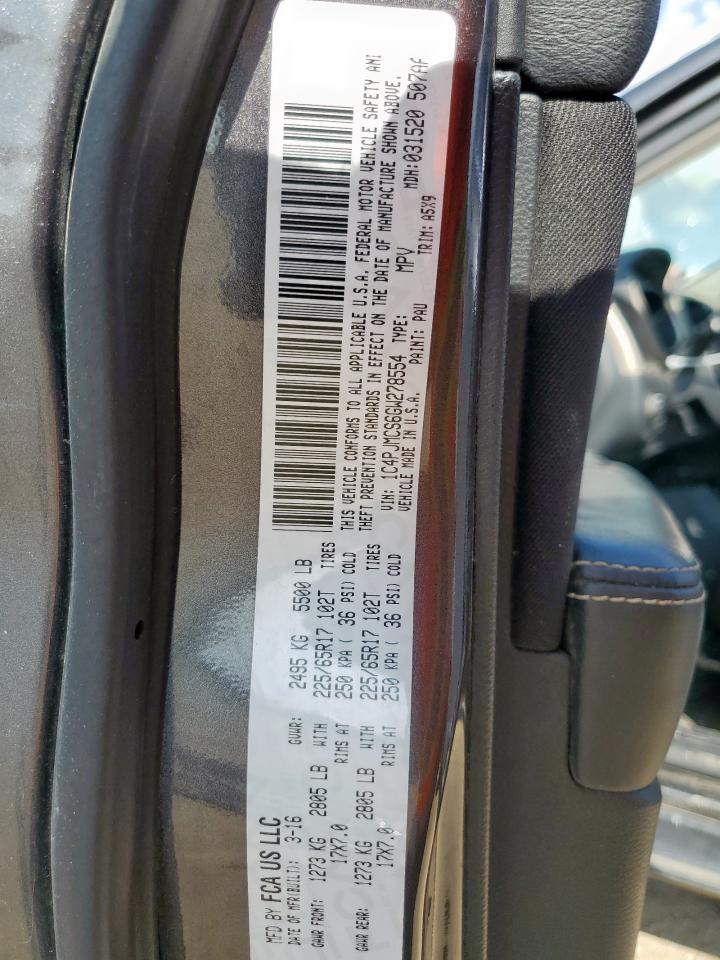 MFD BY FCA US LLC
DATE OF MFR(BUILT): 3-16 GVWR: 2495 KG 5500 LB
GAWR FRONT: 1273 KG 2805 LB WITH 225/65R17 102T TIRES
17X7.0 RIMS AT 250 KPA ( 36 PSI) COLD
GAWR REAR: 1273 KG 2805 LB WITH 225/65R17 102T TIRES
17X7.0 RIMS AT 250 KPA ( 36 PSI) COLD
THIS VEHICLE CONFORMS TO ALL APPLICABLE U.S.A. FEDERAL MOTOR VEHICLE SAFETY AND
THEFT PREVENTION STANDARDS IN EFFECT ON THE DATE OF MANUFACTURE SHOWN ABOVE.
VIN: 1C4PJMCS6GW278554 TYPE: MPV MDH:031520 507AF
VEHICLE MADE IN U.S.A. PAINT: PAU TRIM: A5X9